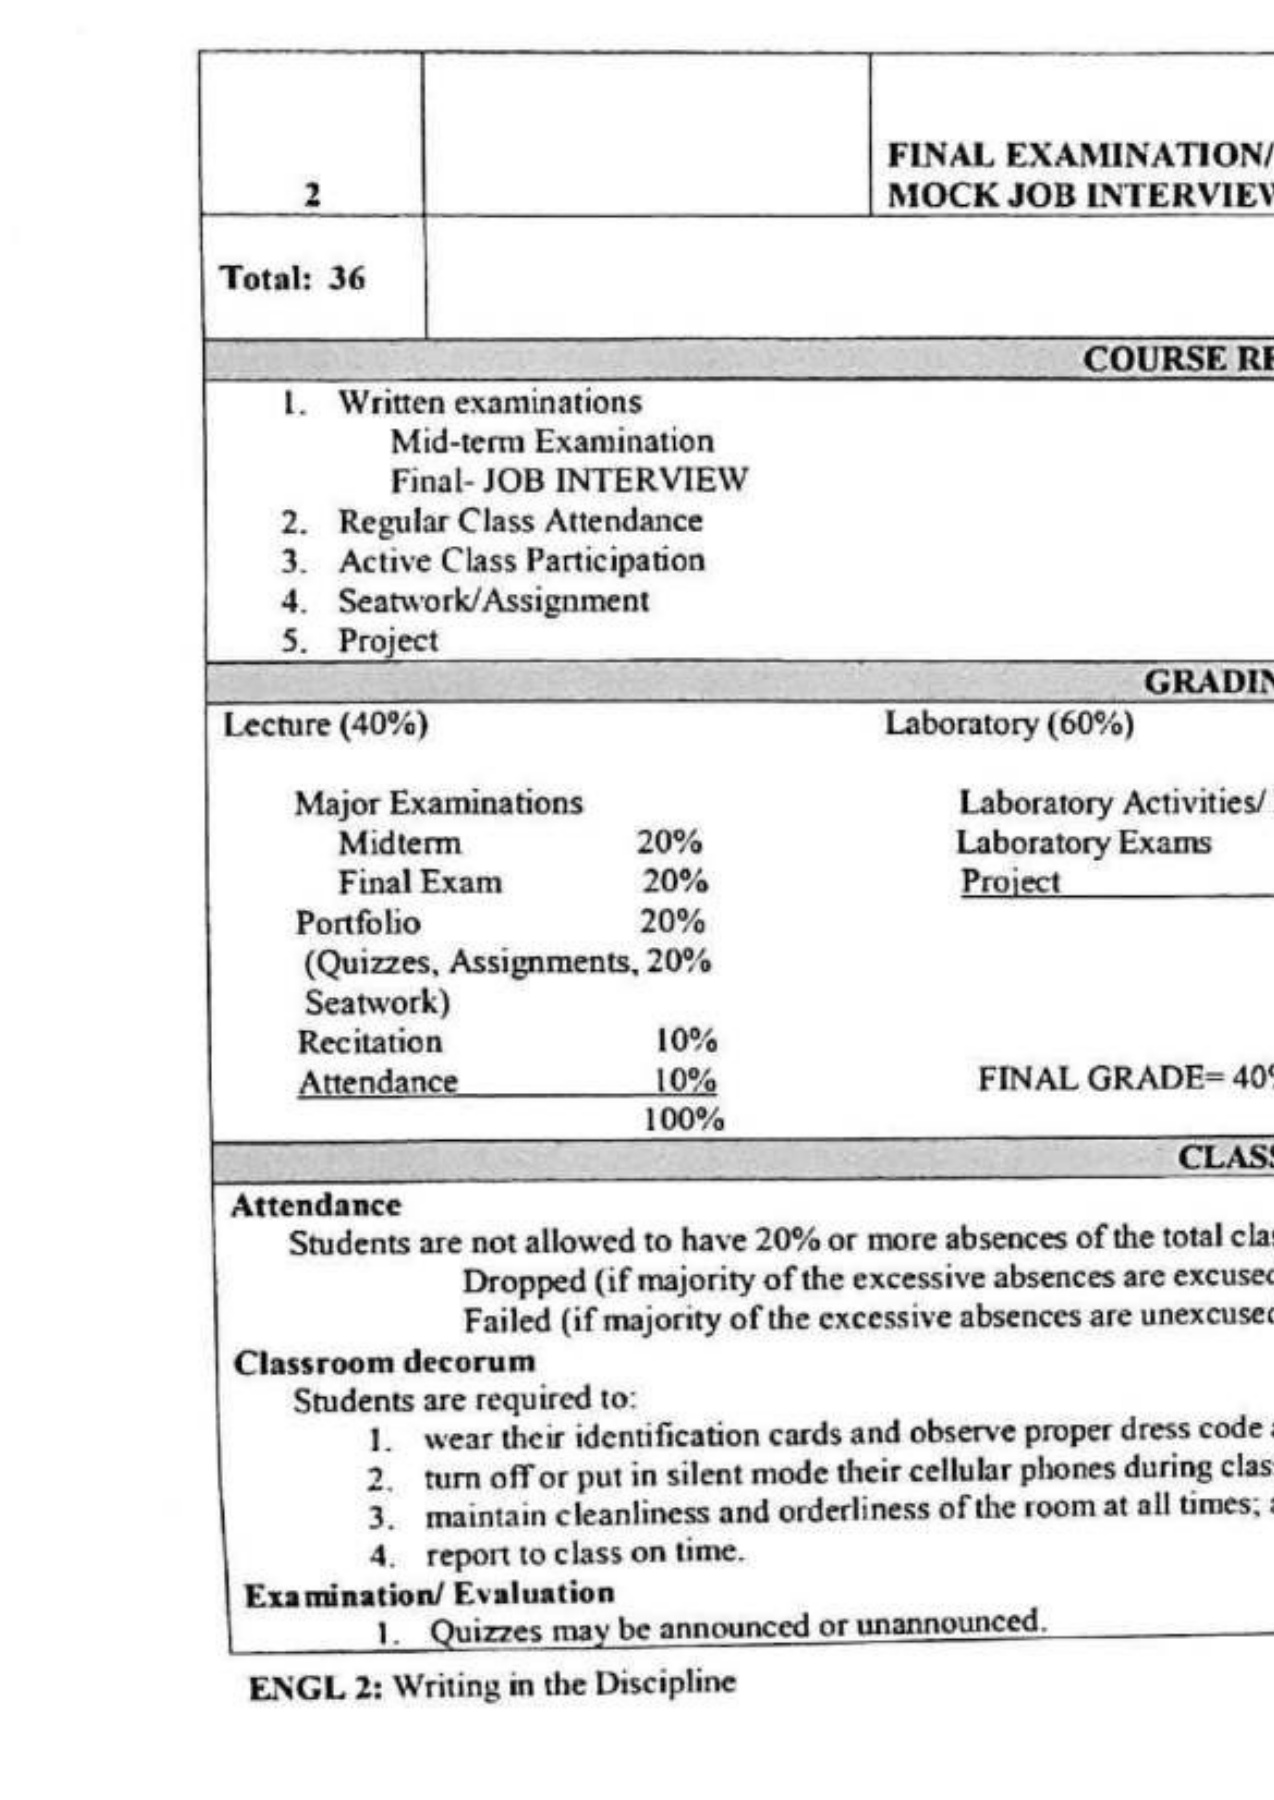 FINAL EXAMINATION/
2 MOCK JOB INTERVIEW
Total: 36
COURSE RE
1. Written examinations
Mid-term Examination
Final- JOB INTERVIEW
2. Regular Class Attendance
3. Active Class Participation
4. Seatwork/Assignment
5. Project
GRADIN
Lecture (40%) Laboratory (60%)
Major Examinations Laboratory Activities/
Midterm 20% Laboratory Exams
Final Exam 20% Project
Portfolio 20%
(Quizzes, Assignments, 20%
Seatwork)
Recitation 10%
Attendance 10% FINAL GRADE= 40%
100%
CLASS
Attendance
Students are not allowed to have 20% or more absences of the total clas
Dropped (if majority of the excessive absences are excused
Failed (if majority of the excessive absences are unexcused
Classroom decorum
Students are required to:
1. wear their identification cards and observe proper dress code a
2. turn off or put in silent mode their cellular phones during clas
3. maintain cleanliness and orderliness of the room at all times; a
4. report to class on time.
Examination/ Evaluation
1. Quizzes may be announced or unannounced.
ENGL 2: Writing in the Discipline